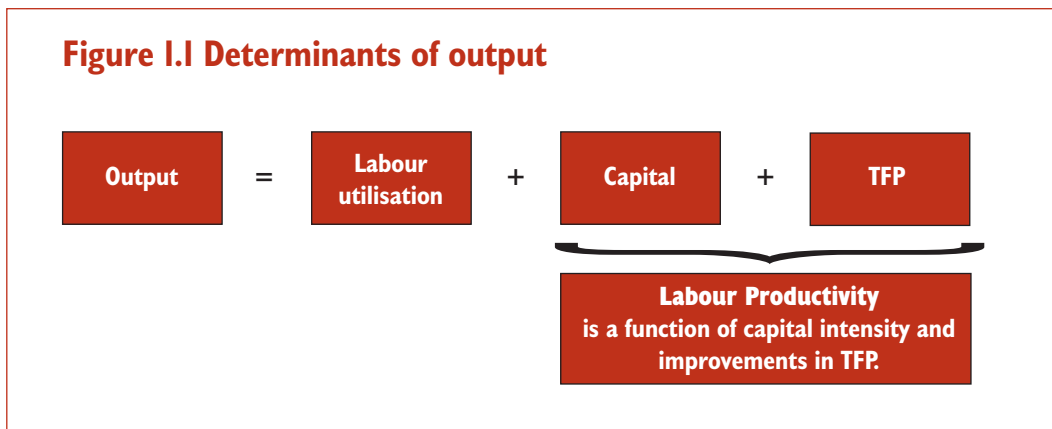 Figure 1.1 Determinants of output
Output = Labour utilisation + Capital + TFP
Labour Productivity
is a function of capital intensity and
improvements in TFP.